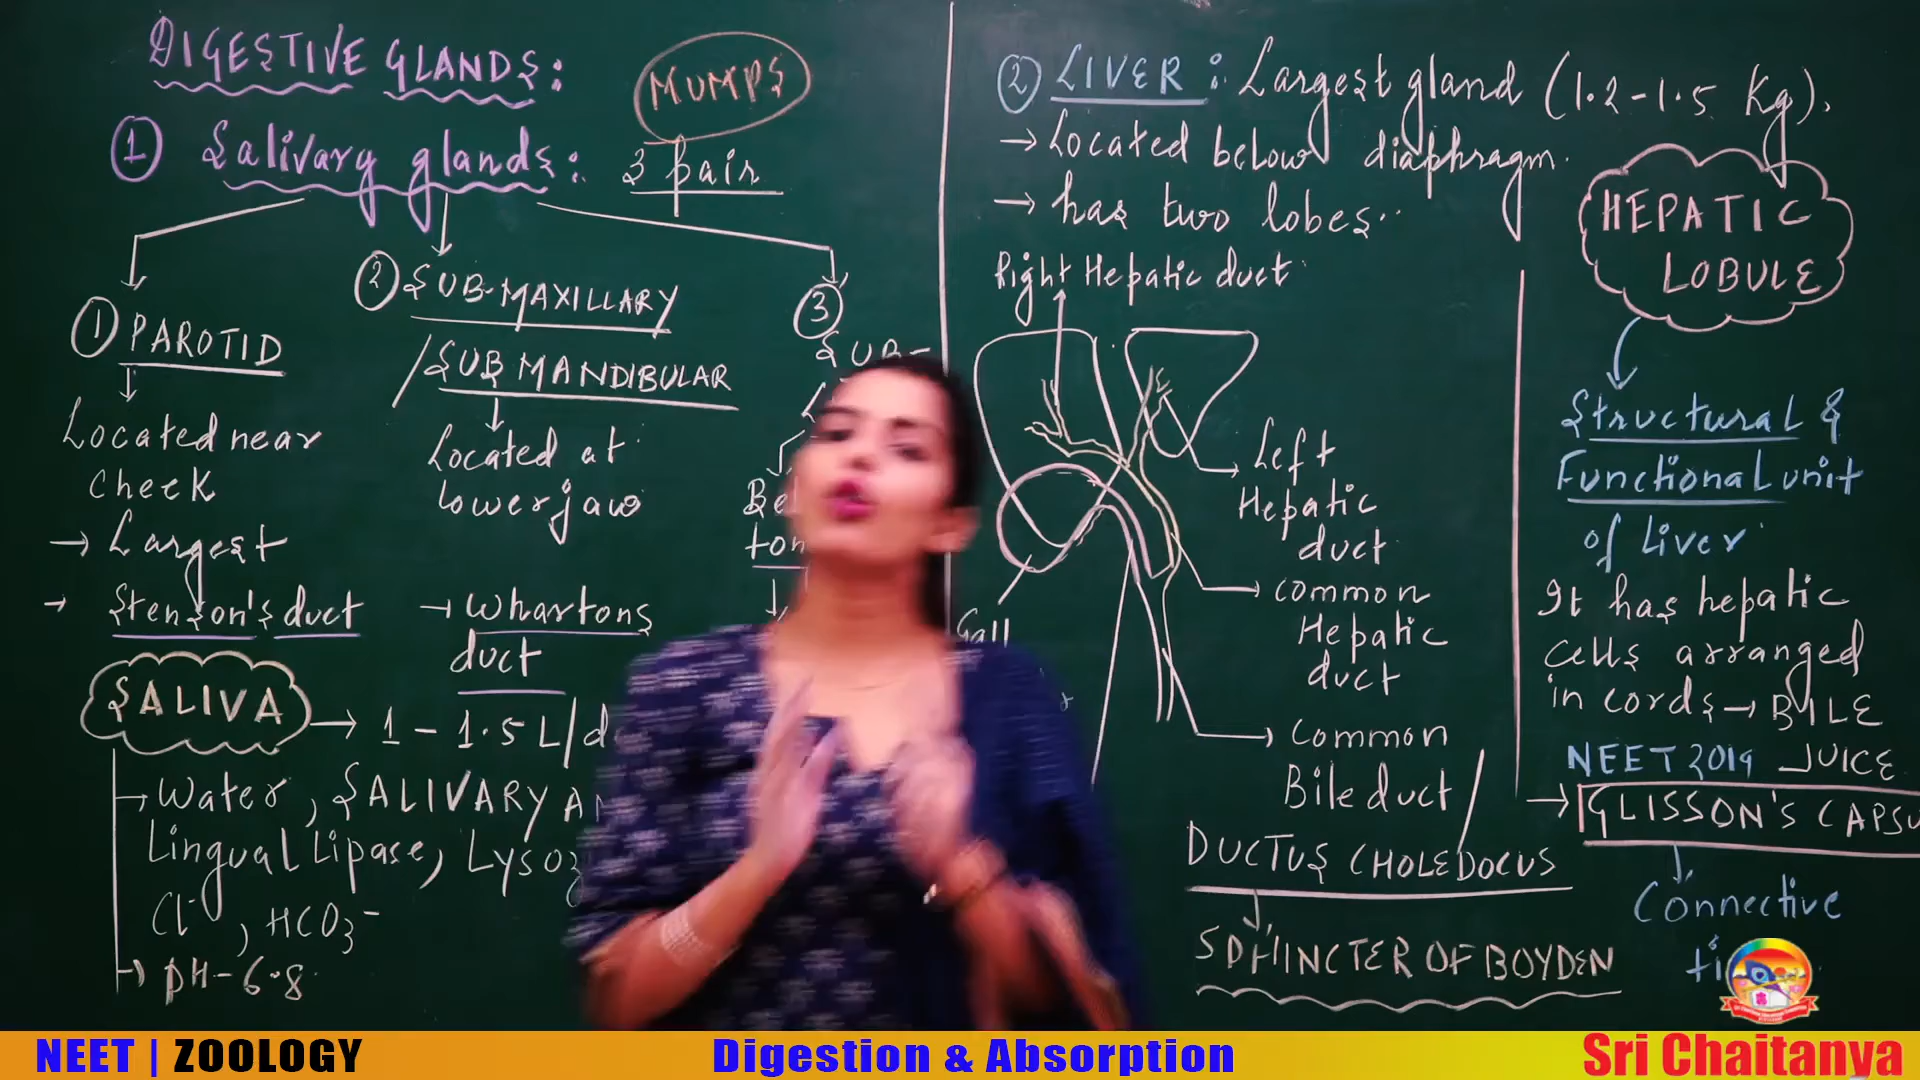 DIGESTIVE GLANDS:
MUMPS
① Salivary glands: 3 pair
① PAROTID
Located near
cheek
→ Largest
→ Stenson's duct
② SUB-MAXILLARY
/SUB MANDIBULAR
Located at
lower jaw
→ Whartons
duct
③
SUB-
SALIVA → 1 - 1.5 L/d
→ Water, SALIVARY
Lingual Lipase,
Cl⁻, HCO3⁻
→ pH-6.8
② LIVER: Largest gland (1.2-1.5 Kg).
→ Located below diaphragm.
→ has two lobes..
Right Hepatic duct
Left
Hepatic
duct
Common
Hepatic
duct
Gall
Common
Bile duct
DUCTUS CHOLEDOCUS
SPHINCTER OF BOYDEN
HEPATIC
LOBULE
Structural &
Functional unit
of liver
It has hepatic
cells arranged
in cords → BILE
JUICE
NEET 2019
→ GLISSON'S CAPSU
Connective
NEET | ZOOLOGY
Digestion & Absorption
Sri Chaitanya